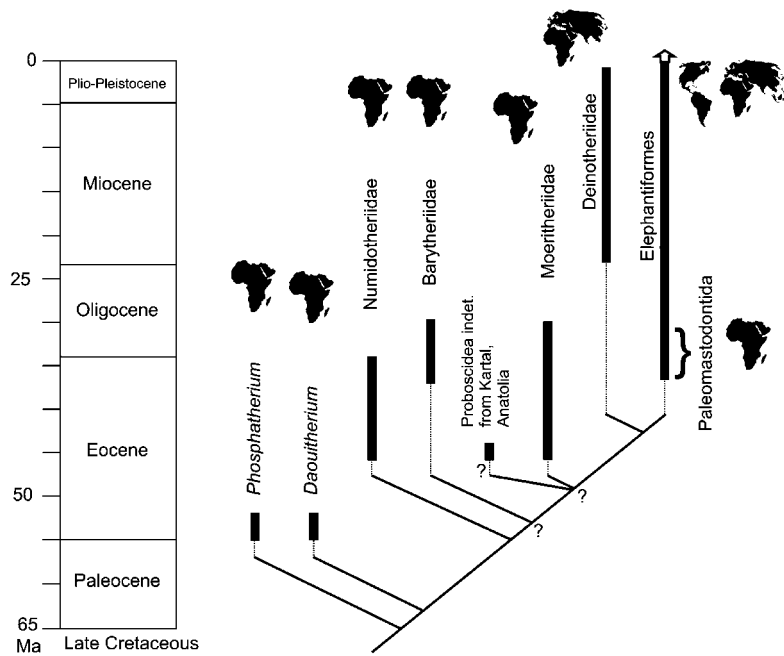 0
Plio-Pleistocene
Miocene
25
Oligocene
Eocene
50
Paleocene
65
Ma
Late Cretaceous
Phosphatherium
Daouitherium
Numidotheriidae
Barytheriidae
Proboscidea indet.
from Kartal,
Anatolia
Moeritheriidae
Deinotheriidae
Elephantiformes
Paleomastodontida
?
?
?